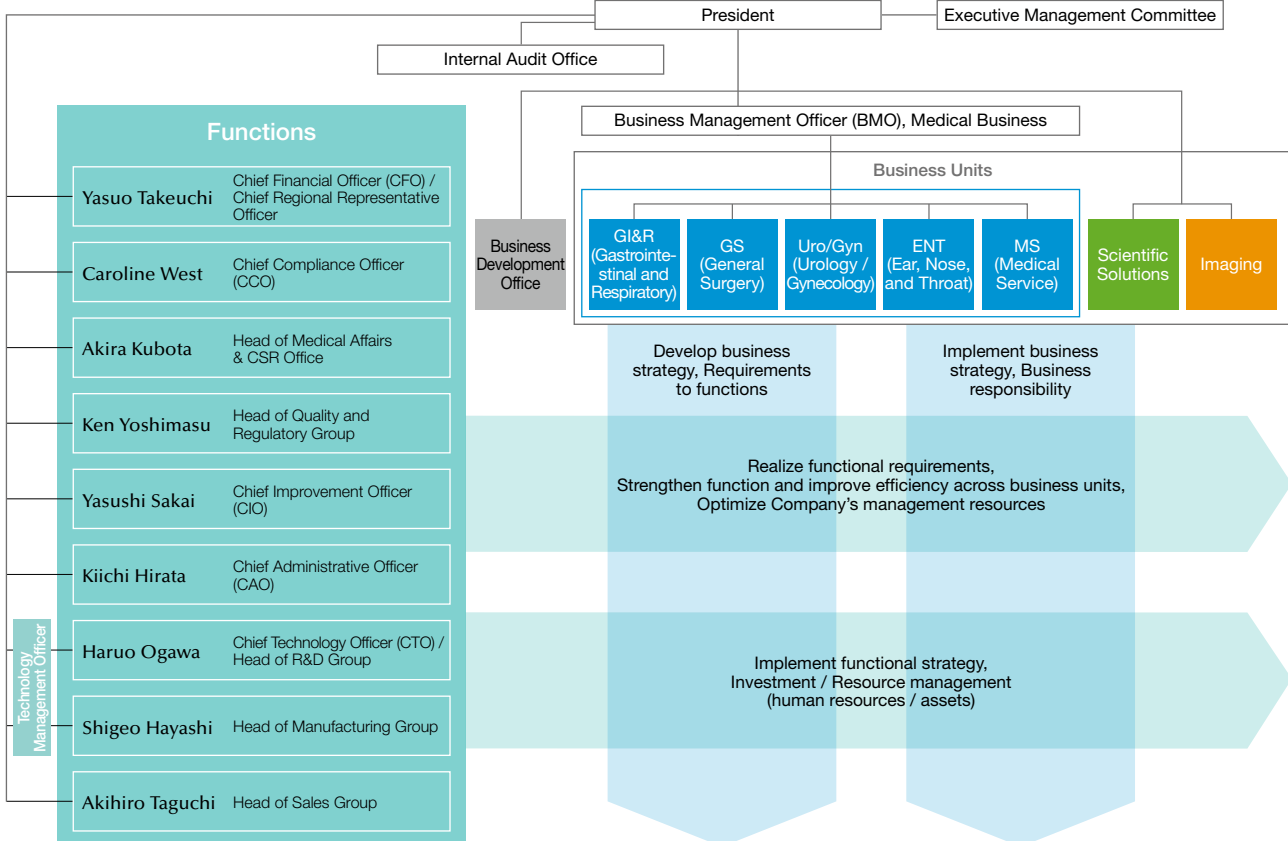 President
Executive Management Committee
Internal Audit Office
Business Management Officer (BMO), Medical Business
Functions
Yasuo Takeuchi
Chief Financial Officer (CFO) /
Chief Regional Representative
Officer
Caroline West
Chief Compliance Officer
(CCO)
Akira Kubota
Head of Medical Affairs
& CSR Office
Ken Yoshimasu
Head of Quality and
Regulatory Group
Yasushi Sakai
Chief Improvement Officer
(CIO)
Kiichi Hirata
Chief Administrative Officer
(CAO)
Technology
Management Officer
Haruo Ogawa
Chief Technology Officer (CTO) /
Head of R&D Group
Shigeo Hayashi
Head of Manufacturing Group
Akihiro Taguchi
Head of Sales Group
Business Units
Business
Development
Office
GI&R
(Gastrointe-
stinal and
Respiratory)
GS
(General
Surgery)
Uro/Gyn
(Urology /
Gynecology)
ENT
(Ear, Nose,
and Throat)
MS
(Medical
Service)
Scientific
Solutions
Imaging
Develop business
strategy, Requirements
to functions
Implement business
strategy, Business
responsibility
Realize functional requirements,
Strengthen function and improve efficiency across business units,
Optimize Company’s management resources
Implement functional strategy,
Investment / Resource management
(human resources / assets)